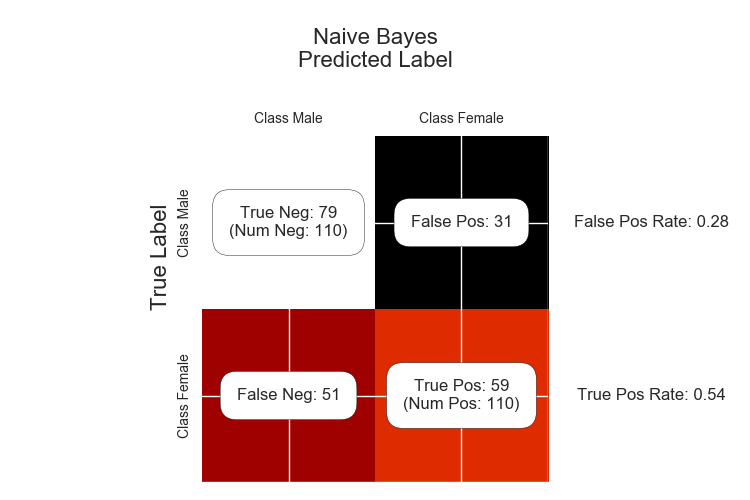 Naive Bayes
Predicted Label
Class Male
Class Female
True Label
Class Male
True Neg: 79
(Num Neg: 110)
False Pos: 31
False Pos Rate: 0.28
Class Female
False Neg: 51
True Pos: 59
(Num Pos: 110)
True Pos Rate: 0.54